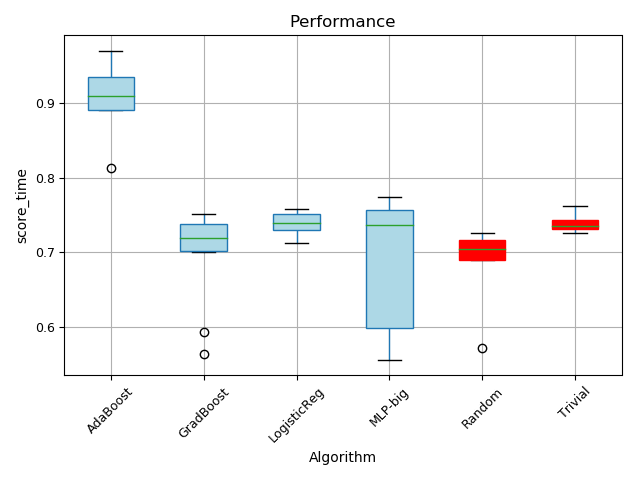 Performance
score_time
0.9
0.8
0.7
0.6
AdaBoost
GradBoost
LogisticReg
MLP-big
Random
Trivial
Algorithm